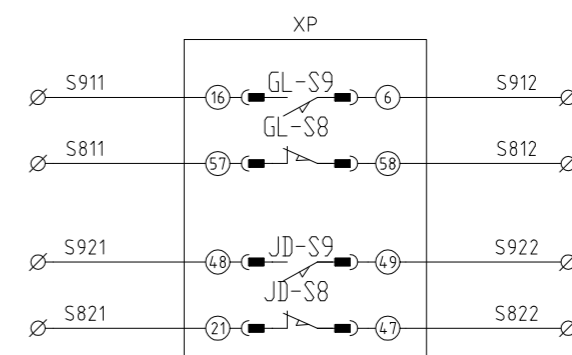 XP
S911 16 GL-S9 6 S912
S811 57 GL-S8 58 S812
S921 48 JD-S9 49 S922
S821 21 JD-S8 47 S822